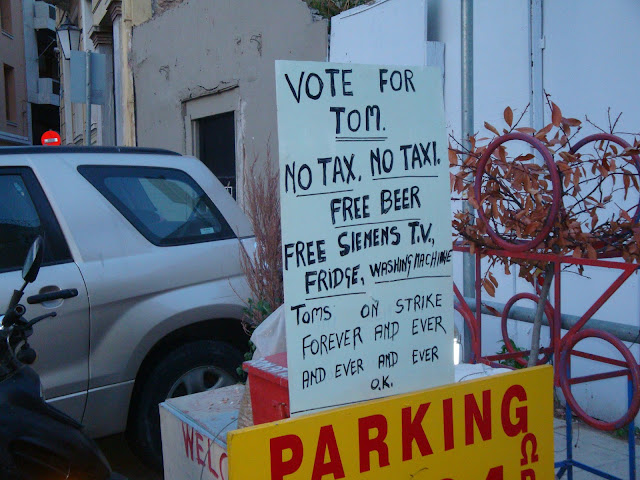 VOTE FOR
TOM.
NO TAX, NO TAXI.
FREE BEER
FREE SIEMENS T.V.,
FRIDGE, WASHING MACHINE
TOMS ON STRIKE
FOREVER AND EVER
AND EVER AND EVER
O.K.
WELC
PARKING